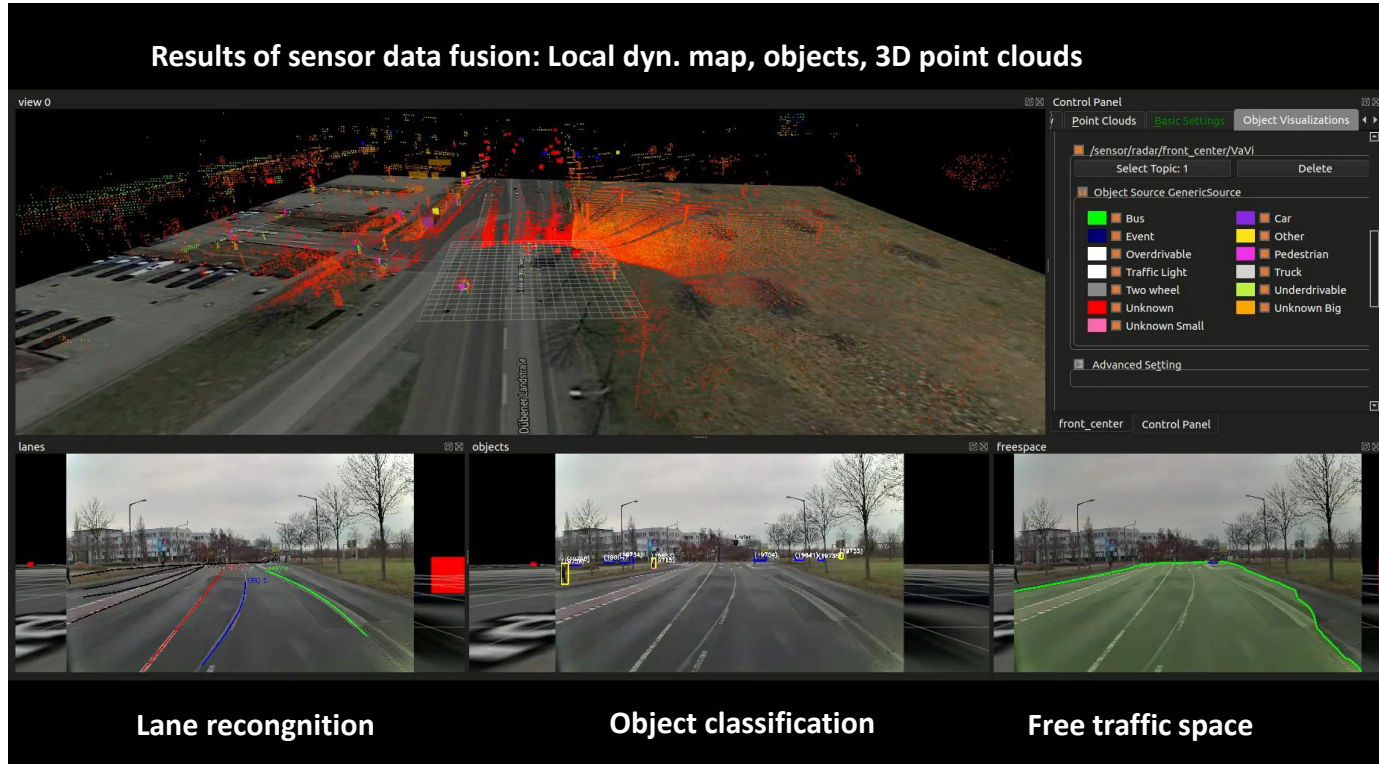 Results of sensor data fusion: Local dyn. map, objects, 3D point clouds
view 0
Control Panel
Point Clouds Basic Settings Object Visualizations
/sensor/radar/front_center/VaVi
Select Topic: 1 Delete
Object Source GenericSource
Bus Car
Event Other
Overdrivable Pedestrian
Traffic Light Truck
Two wheel Underdrivable
Unknown Unknown Big
Unknown Small
Advanced Setting
Dübener Landstraße
front_center Control Panel
lanes
objects
freespace
Lane recongnition
Object classification
Free traffic space